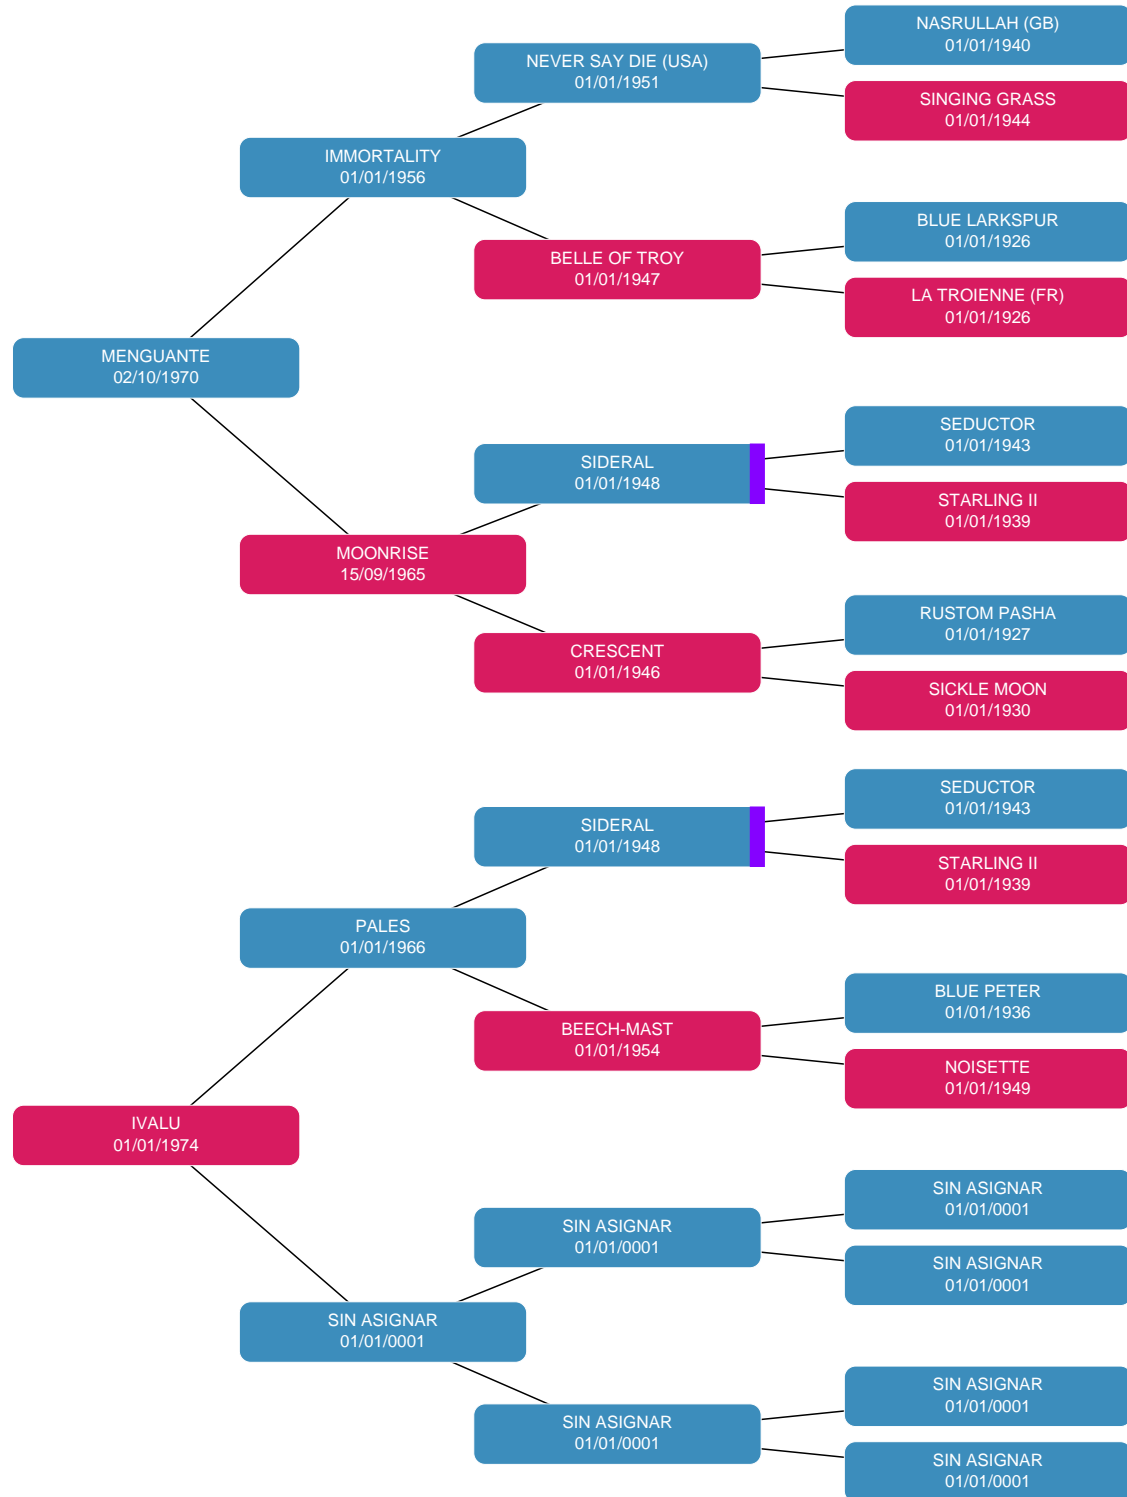 NASRULLAH (GB)
01/01/1940
NEVER SAY DIE (USA)
01/01/1951
SINGING GRASS
01/01/1944
IMMORTALITY
01/01/1956
BLUE LARKSPUR
01/01/1926
BELLE OF TROY
01/01/1947
LA TROIENNE (FR)
01/01/1926
MENGUANTE
02/10/1970
SEDUCTOR
01/01/1943
SIDERAL
01/01/1948
STARLING II
01/01/1939
MOONRISE
15/09/1965
RUSTOM PASHA
01/01/1927
CRESCENT
01/01/1946
SICKLE MOON
01/01/1930
SEDUCTOR
01/01/1943
SIDERAL
01/01/1948
STARLING II
01/01/1939
PALES
01/01/1966
BLUE PETER
01/01/1936
BEECH-MAST
01/01/1954
NOISETTE
01/01/1949
IVALU
01/01/1974
SIN ASIGNAR
01/01/0001
SIN ASIGNAR
01/01/0001
SIN ASIGNAR
01/01/0001
SIN ASIGNAR
01/01/0001
SIN ASIGNAR
01/01/0001
SIN ASIGNAR
01/01/0001
SIN ASIGNAR
01/01/0001